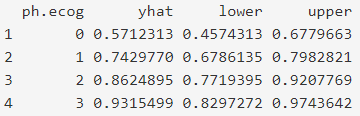 ph.ecog yhat lower upper
1 0 0.5712313 0.4574313 0.6779663
2 1 0.7429770 0.6786135 0.7982821
3 2 0.8624895 0.7719395 0.9207769
4 3 0.9315499 0.8297272 0.9743642